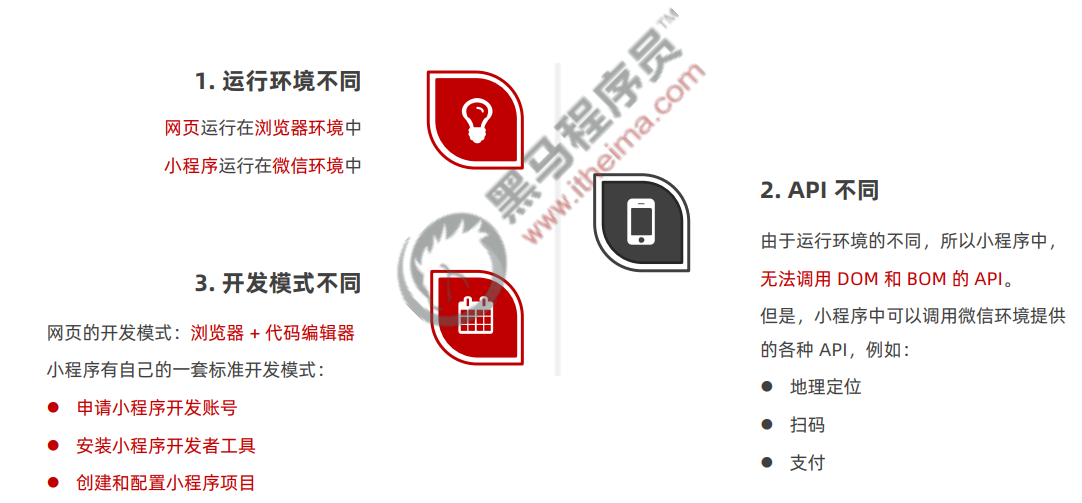 1. 运行环境不同
网页运行在浏览器环境中
小程序运行在微信环境中
2. API 不同
由于运行环境的不同，所以小程序中，
无法调用 DOM 和 BOM 的 API。
但是，小程序中可以调用微信环境提供
的各种 API，例如：
● 地理定位
● 扫码
● 支付
3. 开发模式不同
网页的开发模式：浏览器 + 代码编辑器
小程序有自己的一套标准开发模式：
● 申请小程序开发账号
● 安装小程序开发者工具
● 创建和配置小程序项目
黑马程序员™
www.itheima.com